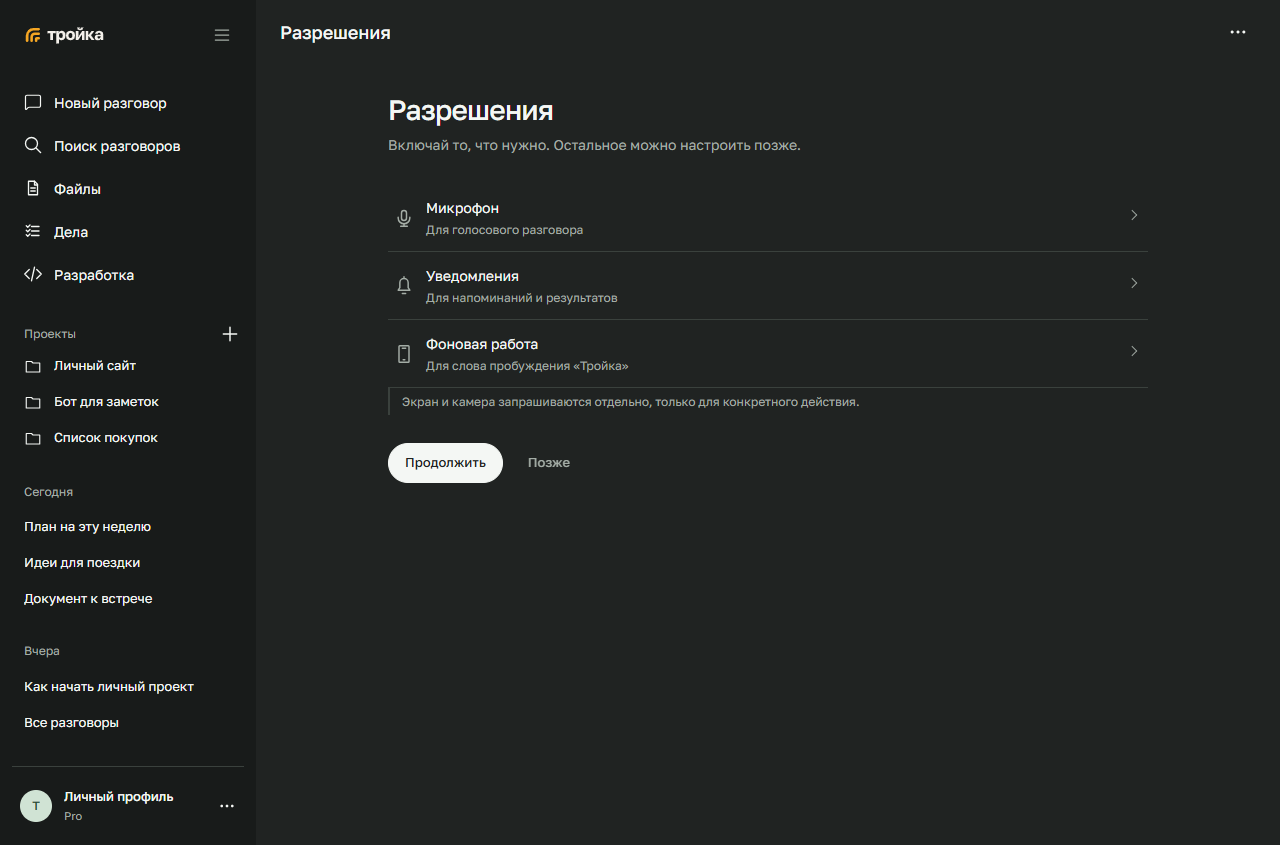 тройка
Новый разговор
Поиск разговоров
Файлы
Дела
Разработка
Проекты
Личный сайт
Бот для заметок
Список покупок
Сегодня
План на эту неделю
Идеи для поездки
Документ к встрече
Вчера
Как начать личный проект
Все разговоры
Т
Личный профиль
Pro
Разрешения
Разрешения
Включай то, что нужно. Остальное можно настроить позже.
Микрофон
Для голосового разговора
Уведомления
Для напоминаний и результатов
Фоновая работа
Для слова пробуждения «Тройка»
Экран и камера запрашиваются отдельно, только для конкретного действия.
Продолжить
Позже